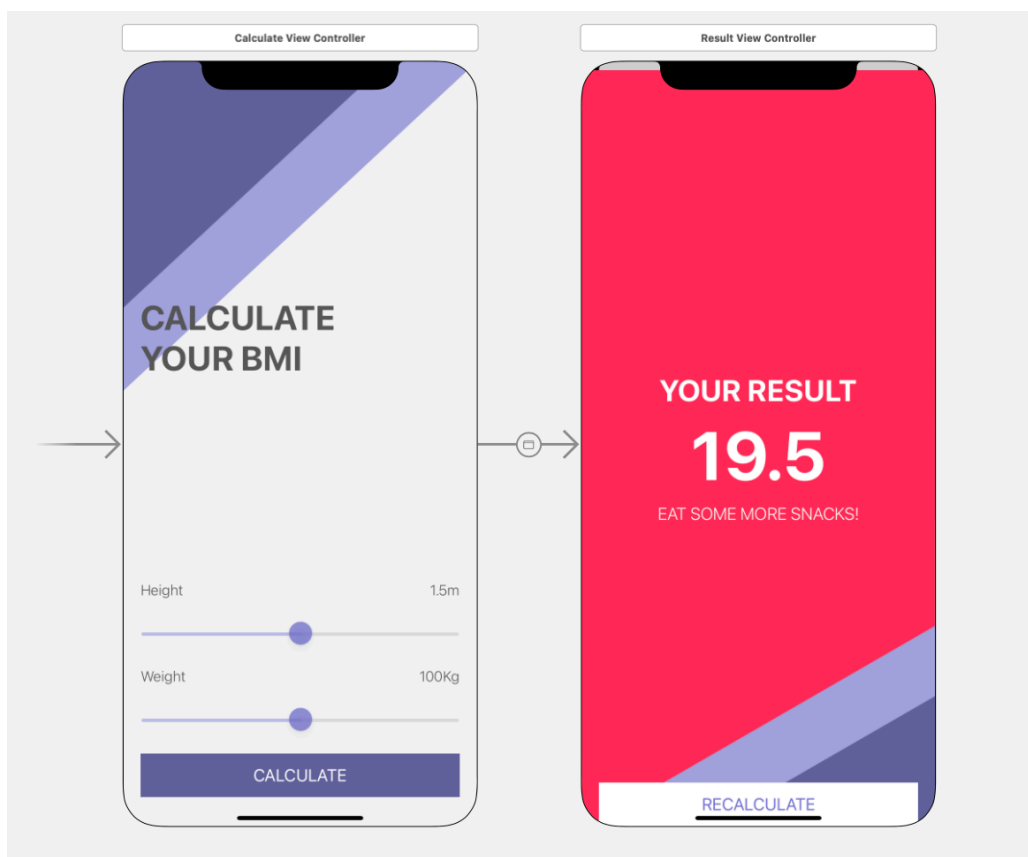 Calculate View Controller
CALCULATE
YOUR BMI
Height 1.5m
Weight 100Kg
CALCULATE
Result View Controller
YOUR RESULT
19.5
EAT SOME MORE SNACKS!
RECALCULATE